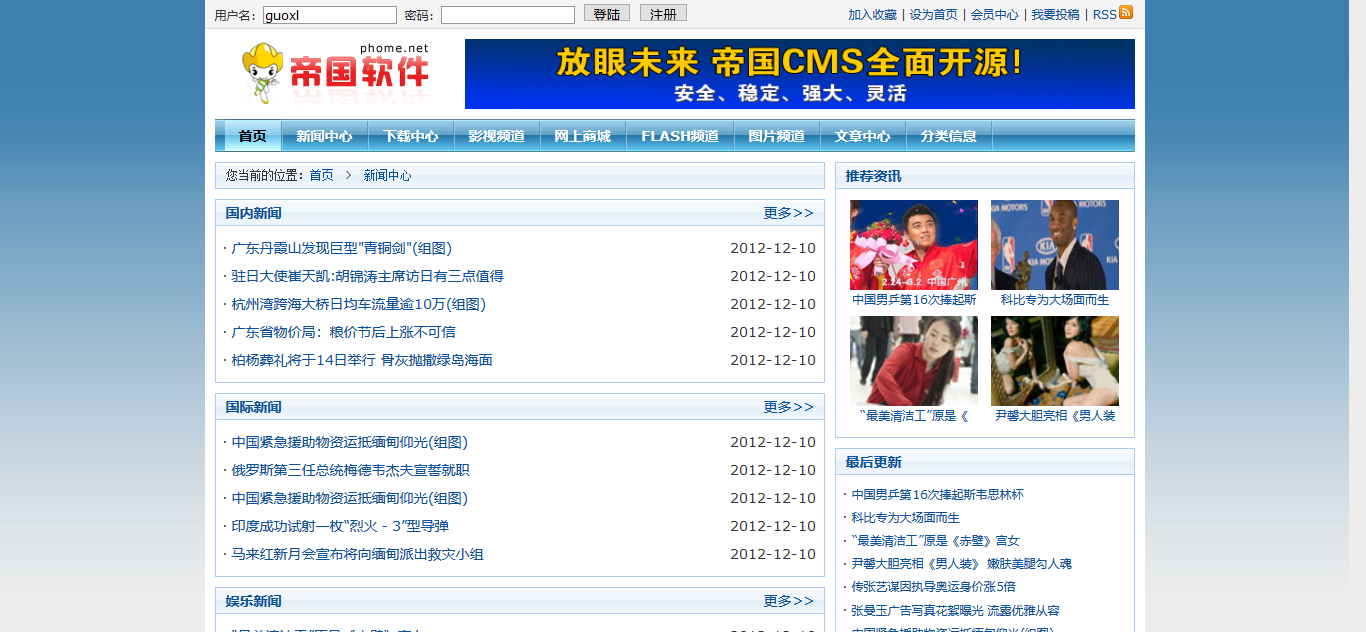 用户名: guoxl 密码: 登陆 注册 加入收藏 | 设为首页 | 会员中心 | 我要投稿 | RSS
phome.net
帝国软件
放眼未来 帝国CMS全面开源!
安全、稳定、强大、灵活
首页 新闻中心 下载中心 影视频道 网上商城 FLASH频道 图片频道 文章中心 分类信息
您当前的位置：首页 > 新闻中心
国内新闻 更多>>
· 广东丹霞山发现巨型"青铜剑"(组图) 2012-12-10
· 驻日大使崔天凯:胡锦涛主席访日有三点值得 2012-12-10
· 杭州湾跨海大桥日均车流量逾10万(组图) 2012-12-10
· 广东省物价局：粮价节后上涨不可信 2012-12-10
· 柏杨葬礼将于14日举行 骨灰抛撒绿岛海面 2012-12-10
国际新闻 更多>>
· 中国紧急援助物资运抵缅甸仰光(组图) 2012-12-10
· 俄罗斯第三任总统梅德韦杰夫宣誓就职 2012-12-10
· 中国紧急援助物资运抵缅甸仰光(组图) 2012-12-10
· 印度成功试射一枚“烈火－3”型导弹 2012-12-10
· 马来红新月会宣布将向缅甸派出救灾小组 2012-12-10
娱乐新闻 更多>>
推荐资讯
2.24-3.2 中国广州
MOTORS
KIA MOTORS
KIA
中国男乒第16次捧起斯
科比专为大场面而生
“最美清洁工”原是《
尹馨大胆亮相《男人装
最后更新
· 中国男乒第16次捧起斯韦思林杯
· 科比专为大场面而生
· “最美清洁工”原是《赤壁》宫女
· 尹馨大胆亮相《男人装》 嫩肤美腿勾人魂
· 传张艺谋因执导奥运身价涨5倍
· 张曼玉广告写真花絮曝光 流露优雅从容